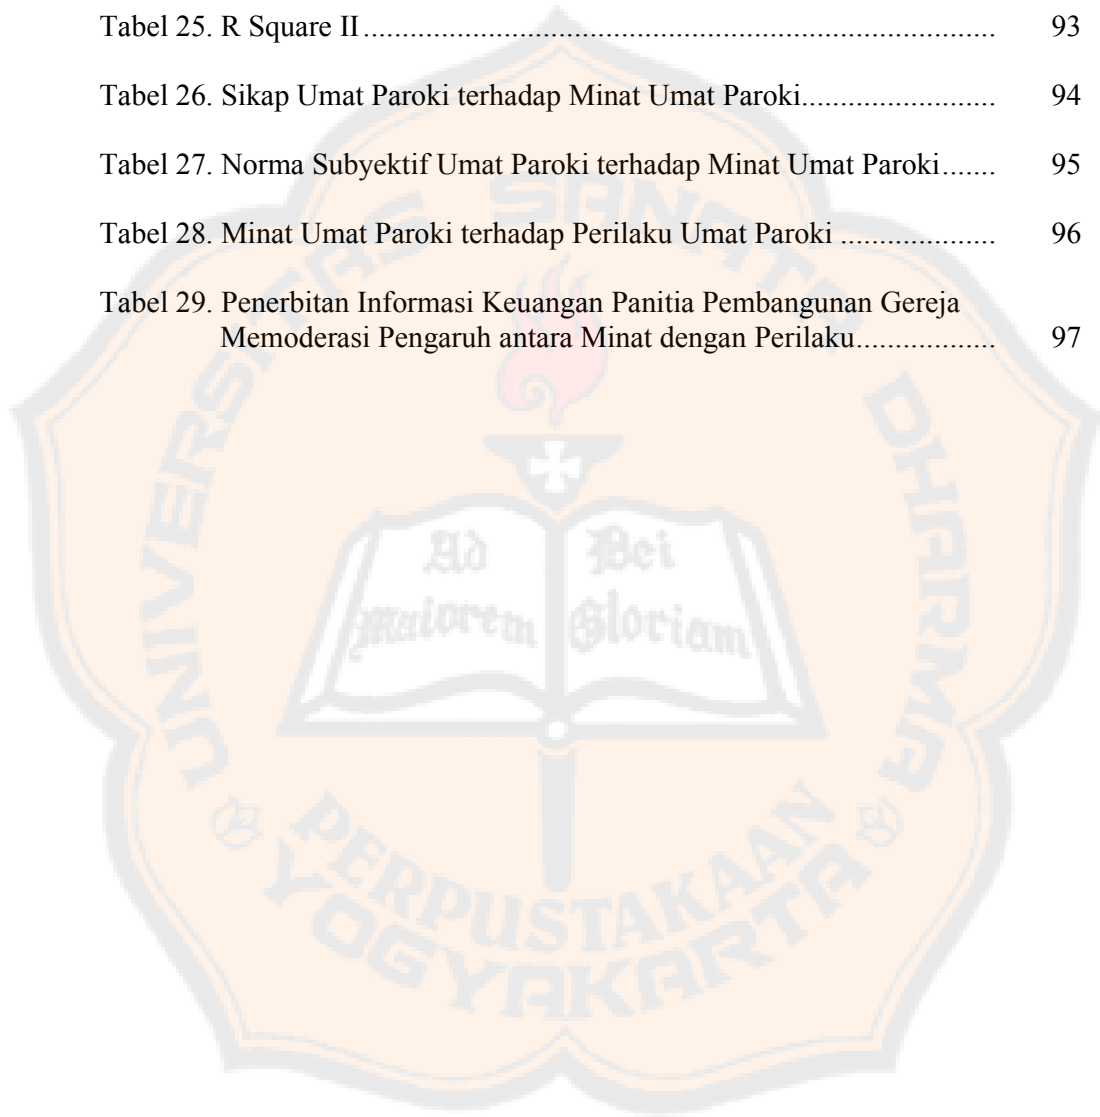 Tabel 25. R Square II.................................................................... 93
Tabel 26. Sikap Umat Paroki terhadap Minat Umat Paroki........................ 94
Tabel 27. Norma Subyektif Umat Paroki terhadap Minat Umat Paroki....... 95
Tabel 28. Minat Umat Paroki terhadap Perilaku Umat Paroki.................... 96
Tabel 29. Penerbitan Informasi Keuangan Panitia Pembangunan Gereja
Memoderasi Pengaruh antara Minat dengan Perilaku................. 97
UNIVERSITAS SANATA DHARMA
Ad Dei
maiorem Gloriam
PERPUSTAKAAN
YOGYAKARTA